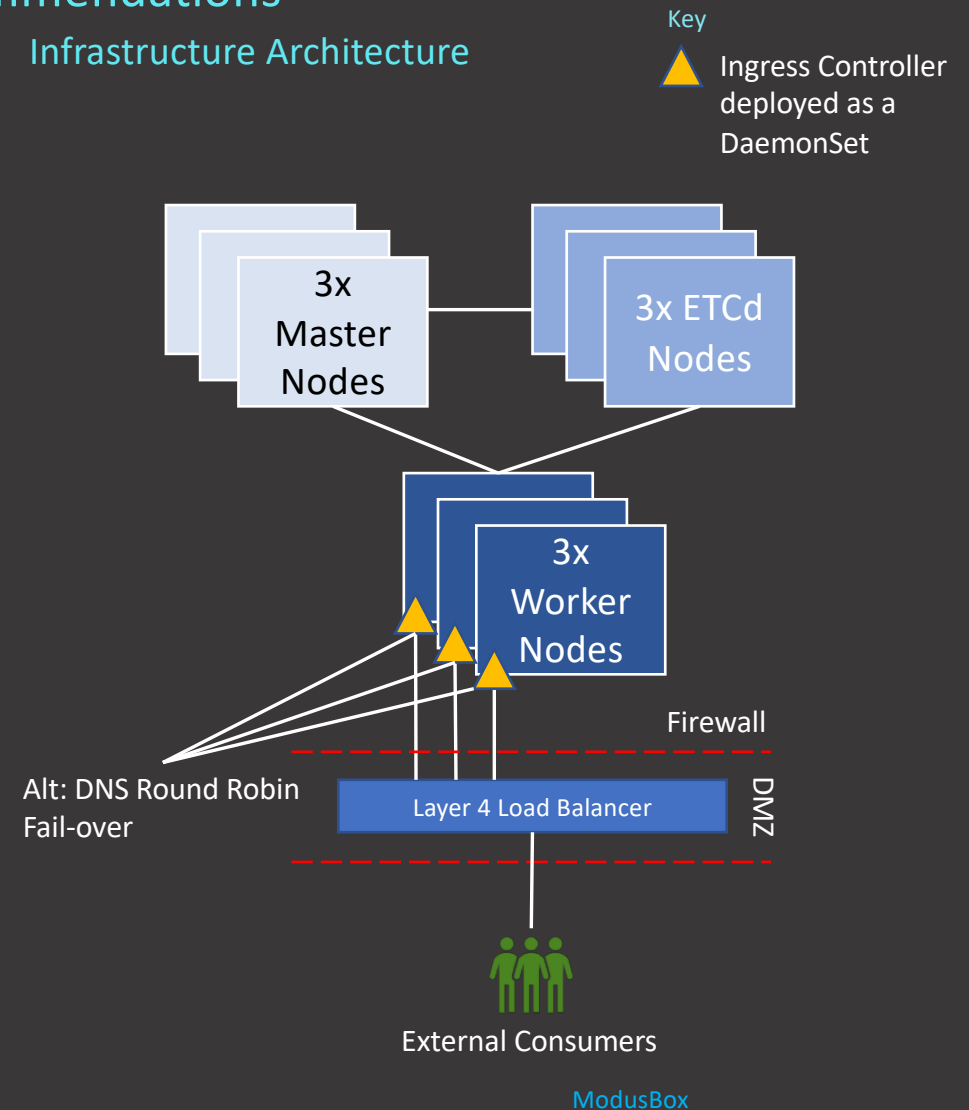 Infrastructure Architecture
Key
Ingress Controller
deployed as a
DaemonSet
3x
Master
Nodes
3x ETCd
Nodes
3x
Worker
Nodes
Firewall
Alt: DNS Round Robin
Fail-over
Layer 4 Load Balancer
DMZ
External Consumers
ModusBox